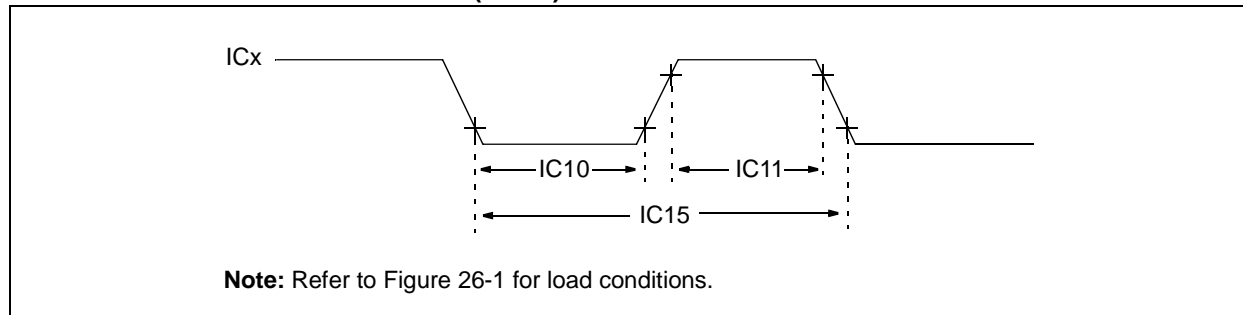 ICx
IC10
IC11
IC15
Note: Refer to Figure 26-1 for load conditions.